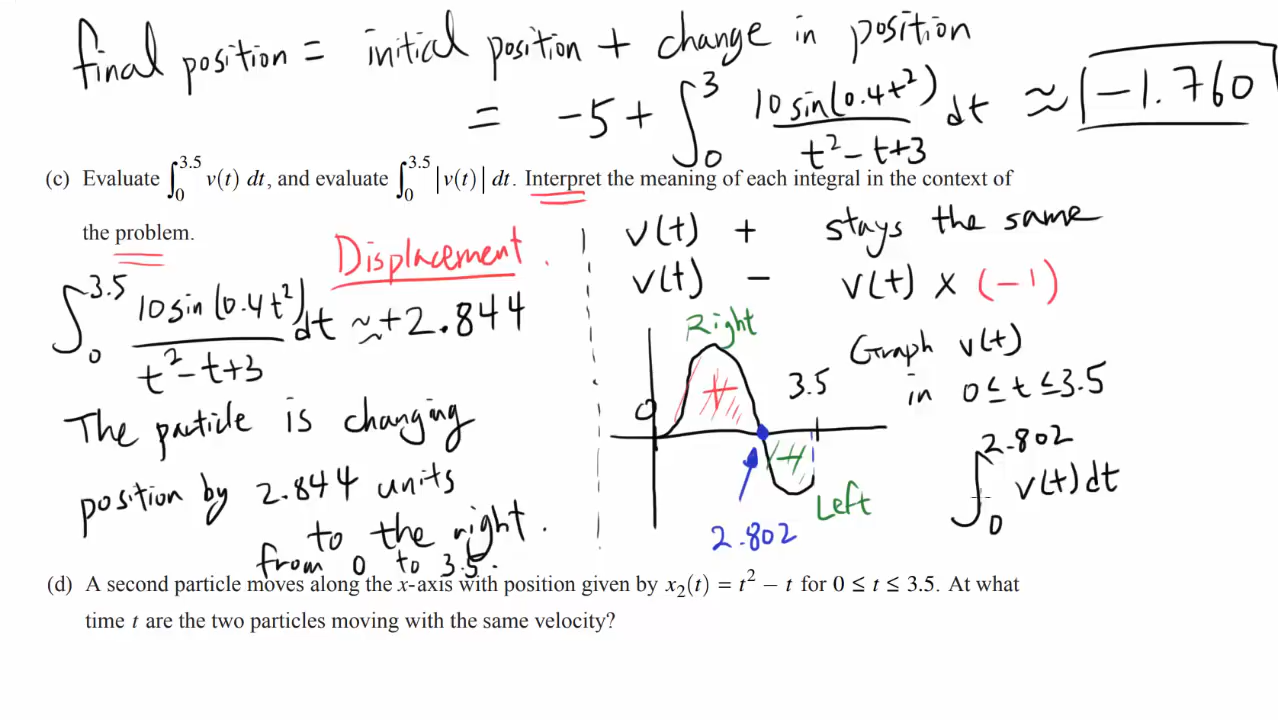 final position = initial position + change in position
= -5 + ∫₀³ 10 sin(0.4t²) / (t² - t + 3) dt ≈ -1.760
(c) Evaluate ∫₀^3.5 v(t) dt, and evaluate ∫₀^3.5 |v(t)| dt. Interpret the meaning of each integral in the context of
the problem.
Displacement.
∫₀^3.5 10 sin(0.4t²) / (t² - t + 3) dt ≈ +2.844
The particle is changing
position by 2.844 units
to the right.
from 0 to 3.5.
v(t) + stays the same
v(t) - v(t) × (-1)
Right
Graph v(t)
in 0 ≤ t ≤ 3.5
3.5
0
+
+
Left
2.802
∫₀^2.802 v(t) dt
(d) A second particle moves along the x-axis with position given by x₂(t) = t² − t for 0 ≤ t ≤ 3.5. At what
time t are the two particles moving with the same velocity?